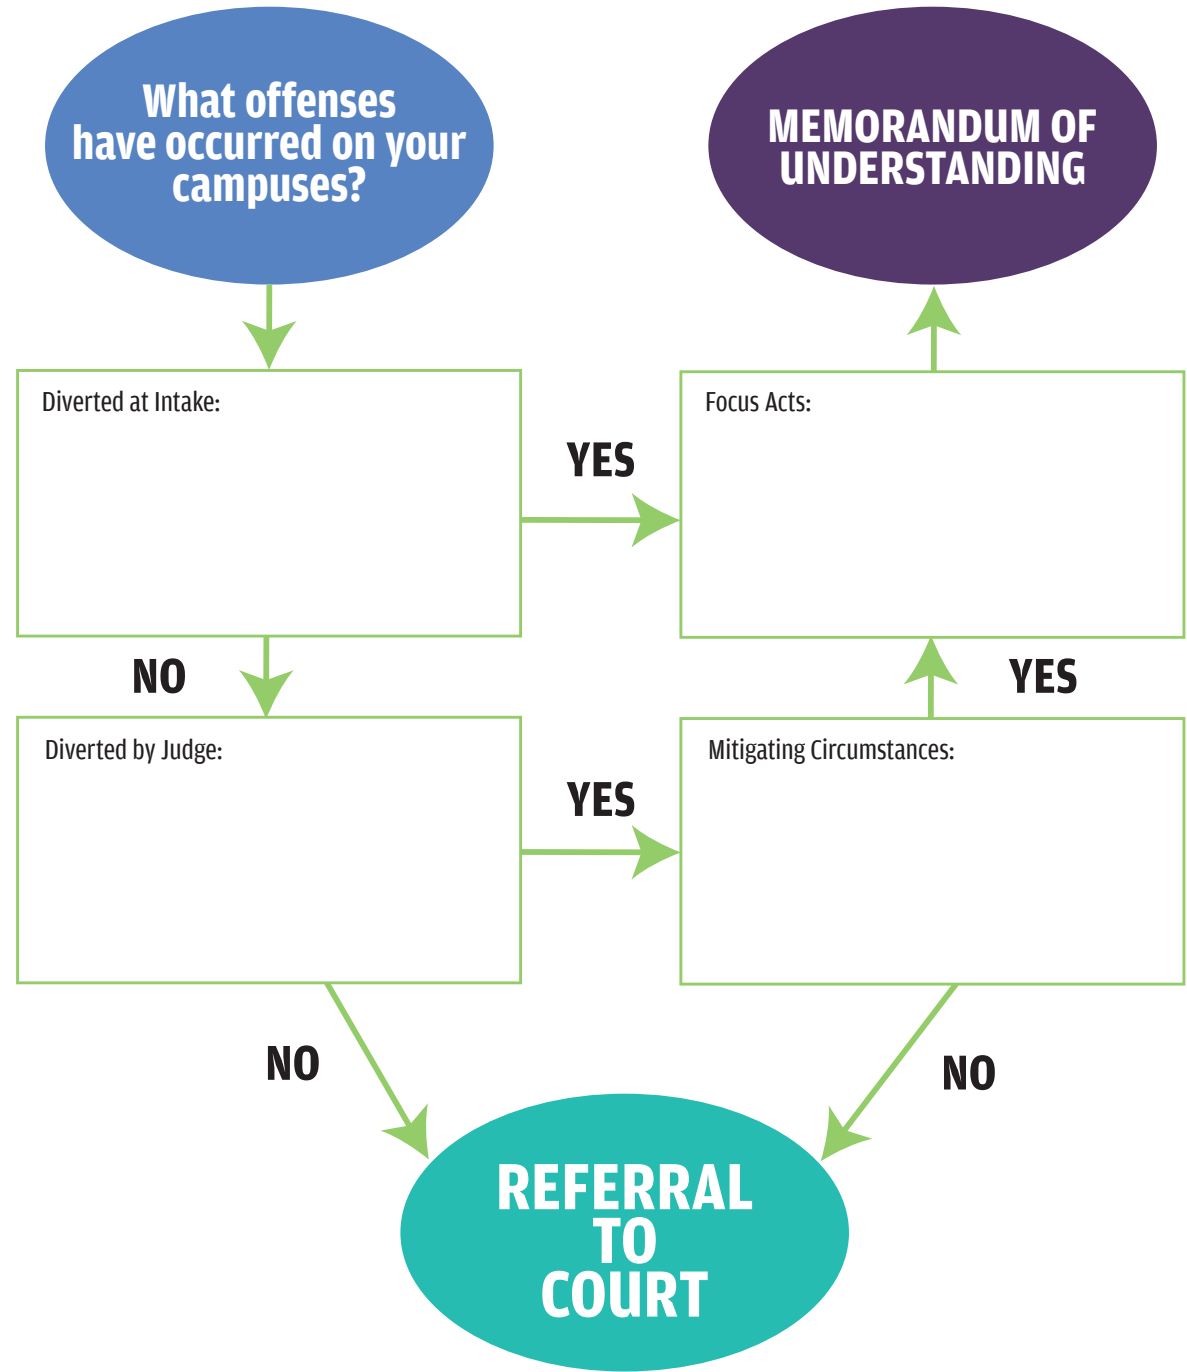 What offenses
have occurred on your
campuses?
MEMORANDUM OF
UNDERSTANDING
Diverted at Intake:
YES
Focus Acts:
NO
YES
Diverted by Judge:
YES
Mitigating Circumstances:
NO
NO
REFERRAL
TO
COURT